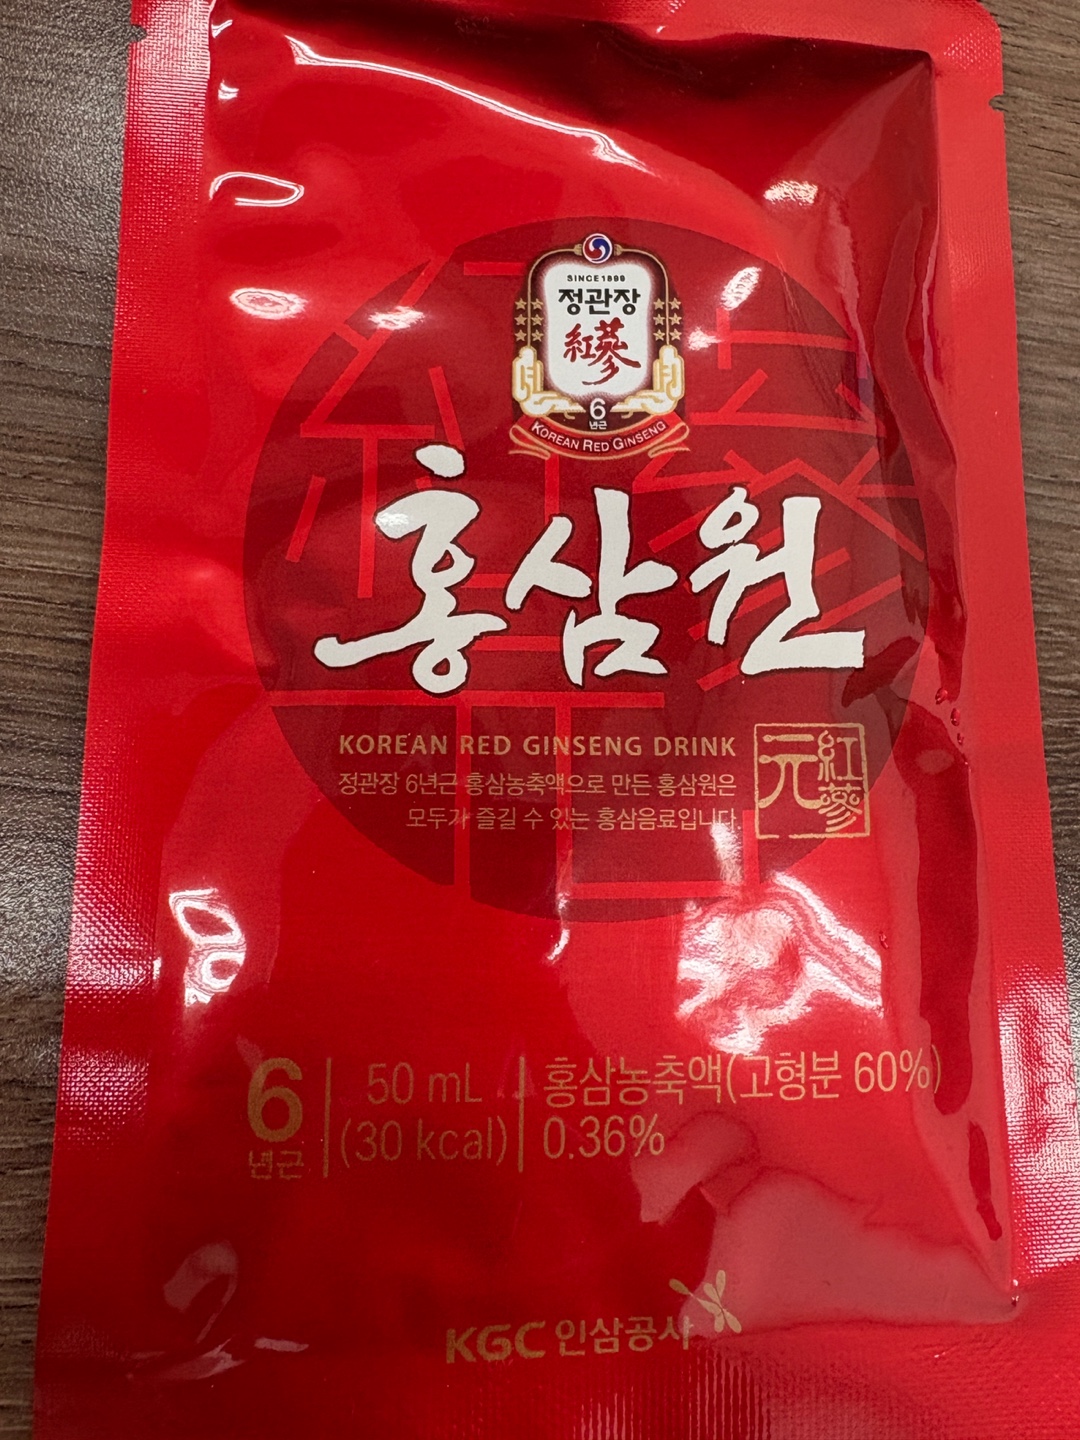 SINCE 1899
정관장
紅蔘
6
년근
KOREAN RED GINSENG
홍삼원
KOREAN RED GINSENG DRINK
정관장 6년근 홍삼농축액으로 만든 홍삼원은
모두가 즐길 수 있는 홍삼음료입니다.
紅蔘元
6
년근
50 mL
(30 kcal)
홍삼농축액(고형분 60%)
0.36%
KGC 인삼공사